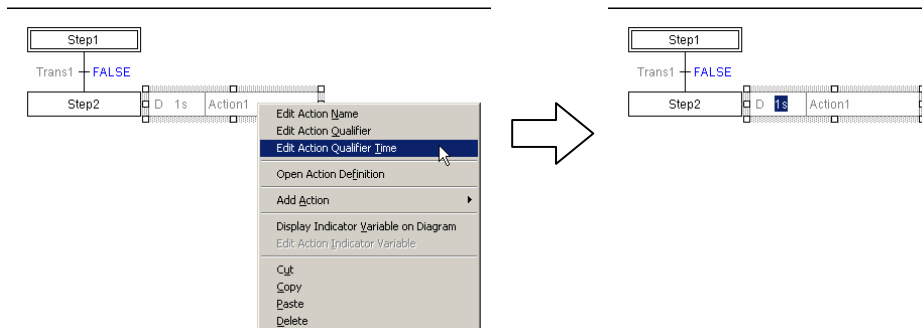 Step1
Trans1 FALSE
Step2 D 1s Action1
Edit Action Name
Edit Action Qualifier
Edit Action Qualifier Time
Open Action Definition
Add Action
Display Indicator Variable on Diagram
Edit Action Indicator Variable
Cut
Copy
Paste
Delete
Step1
Trans1 FALSE
Step2 D 1s Action1